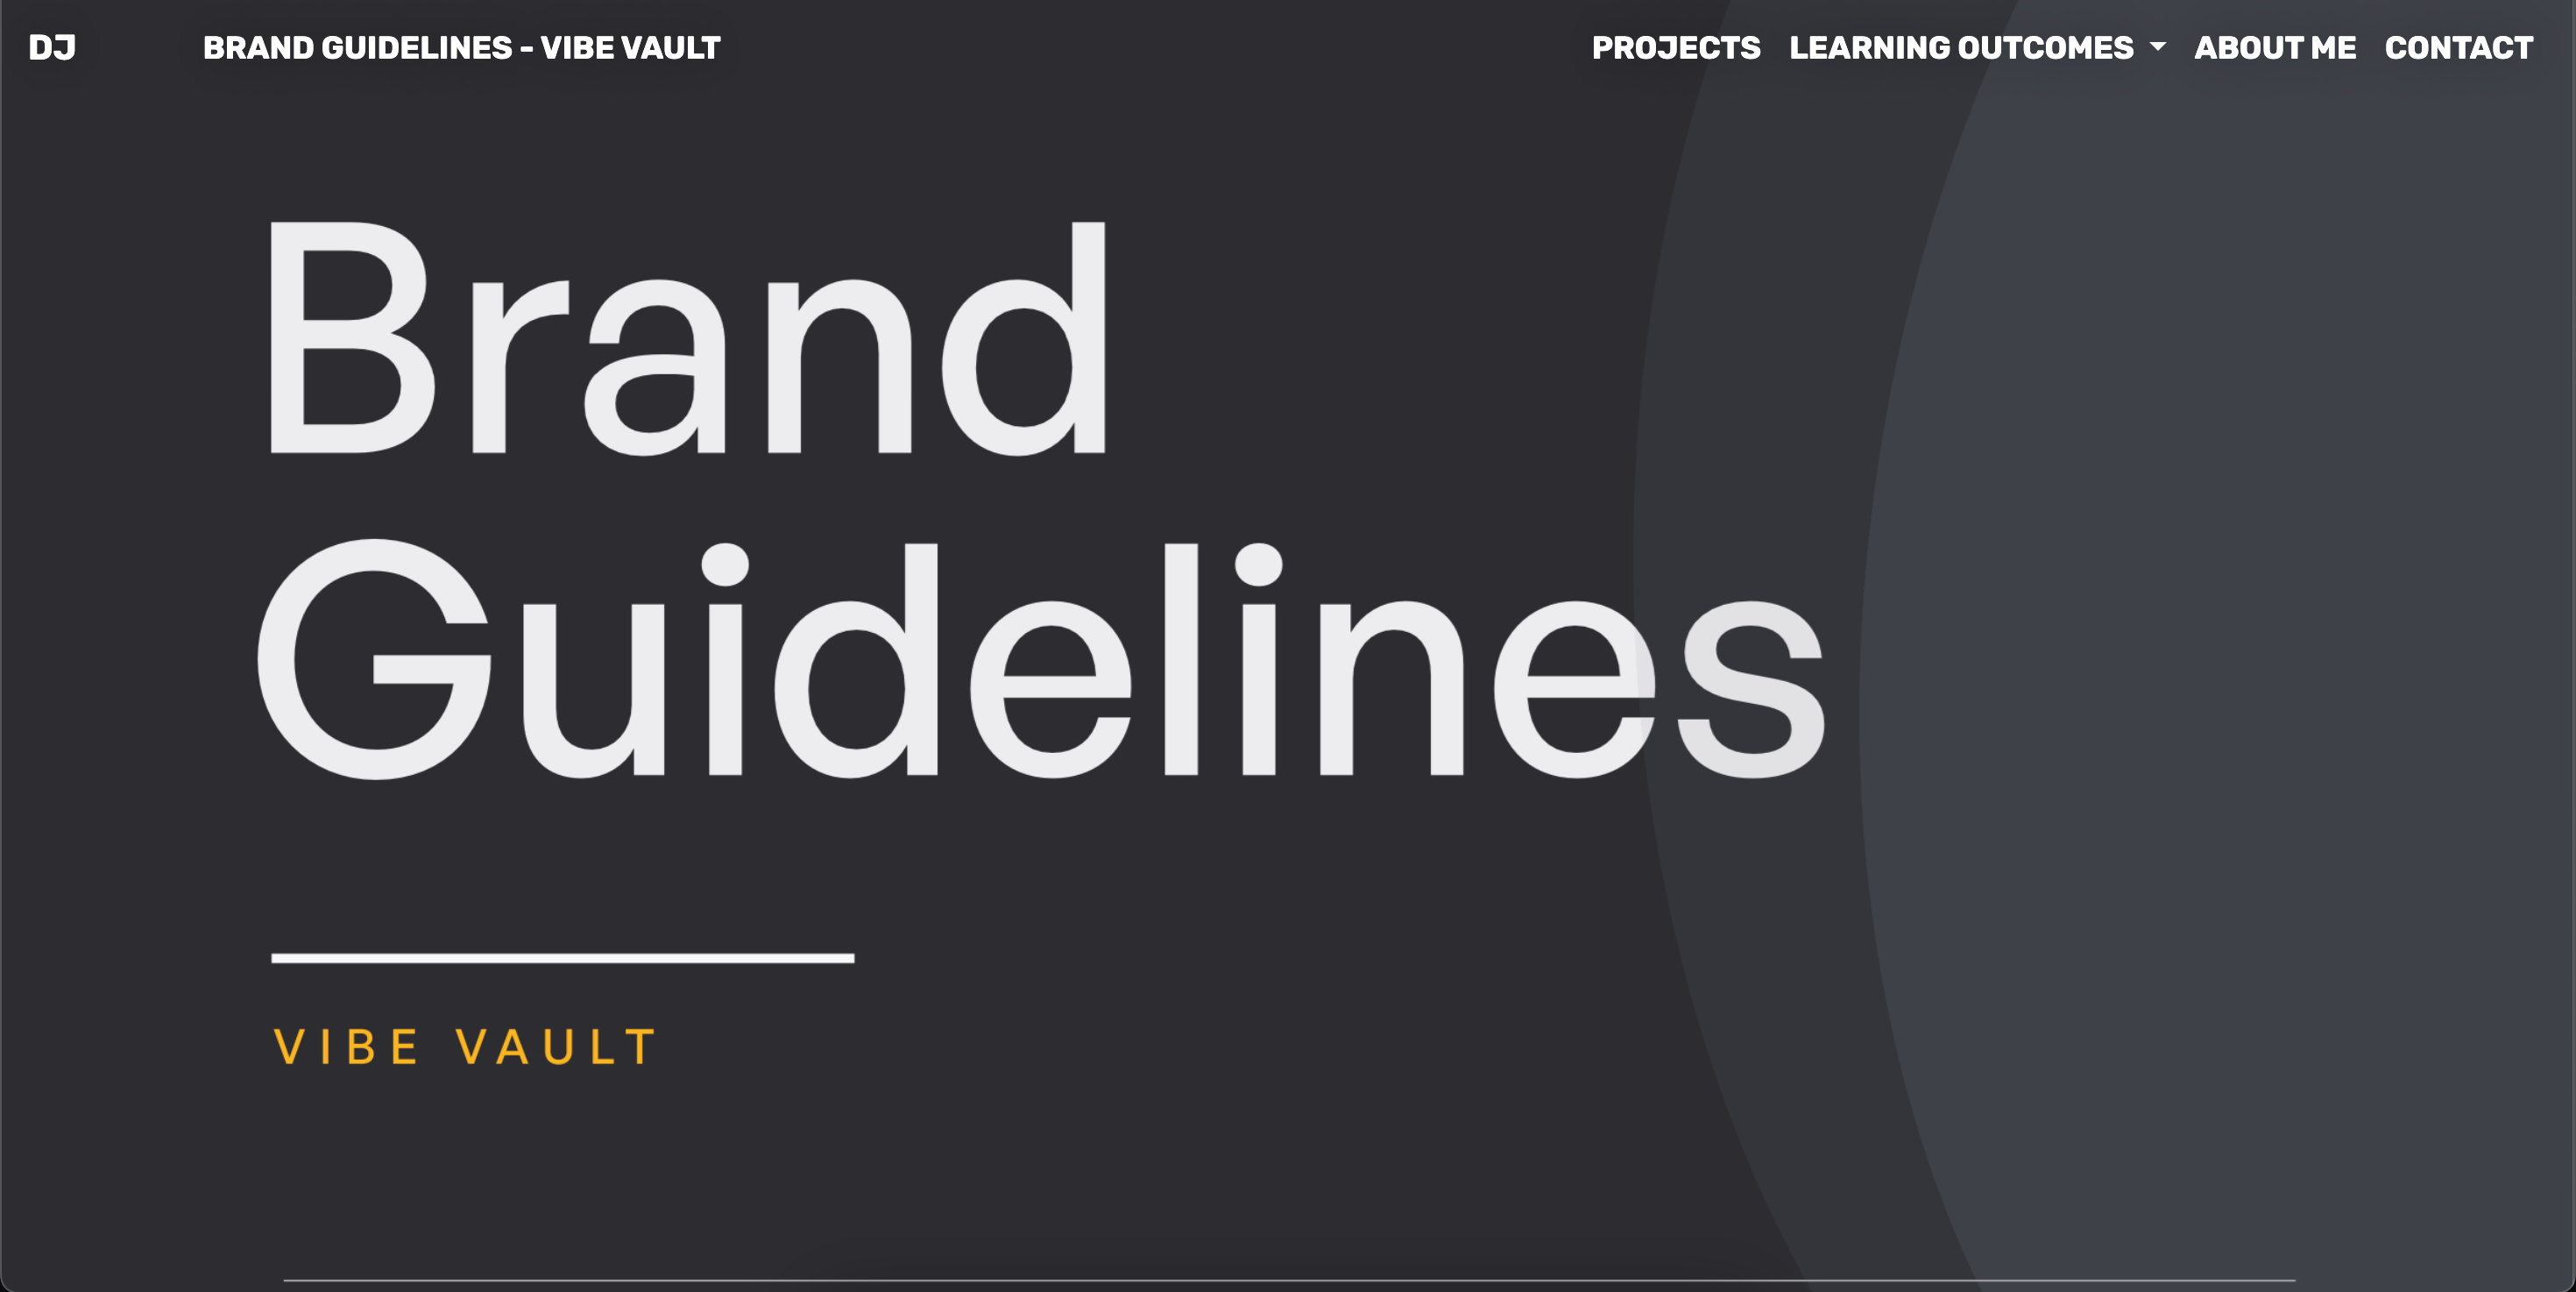 DJ BRAND GUIDELINES - VIBE VAULT PROJECTS LEARNING OUTCOMES ABOUT ME CONTACT
Brand
Guidelines
VIBE VAULT